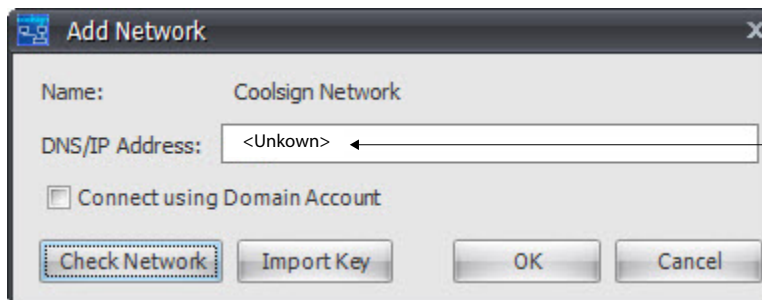 Add Network
Name: Coolsign Network
DNS/IP Address: <Unkown>
Connect using Domain Account
Check Network Import Key OK Cancel